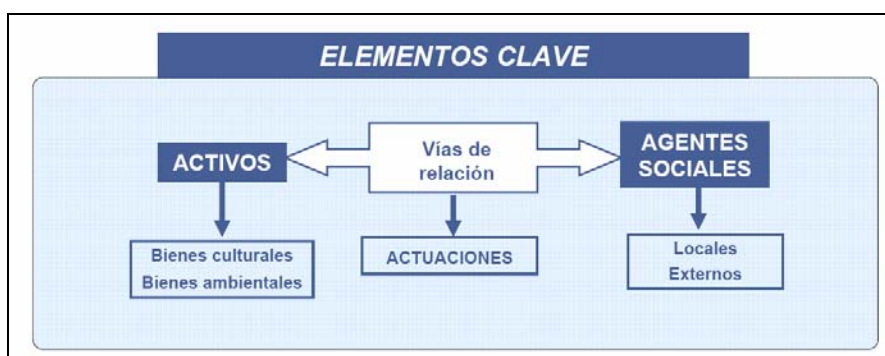 ELEMENTOS CLAVE
ACTIVOS
Vías de
relación
AGENTES
SOCIALES
Bienes culturales
Bienes ambientales
ACTUACIONES
Locales
Externos